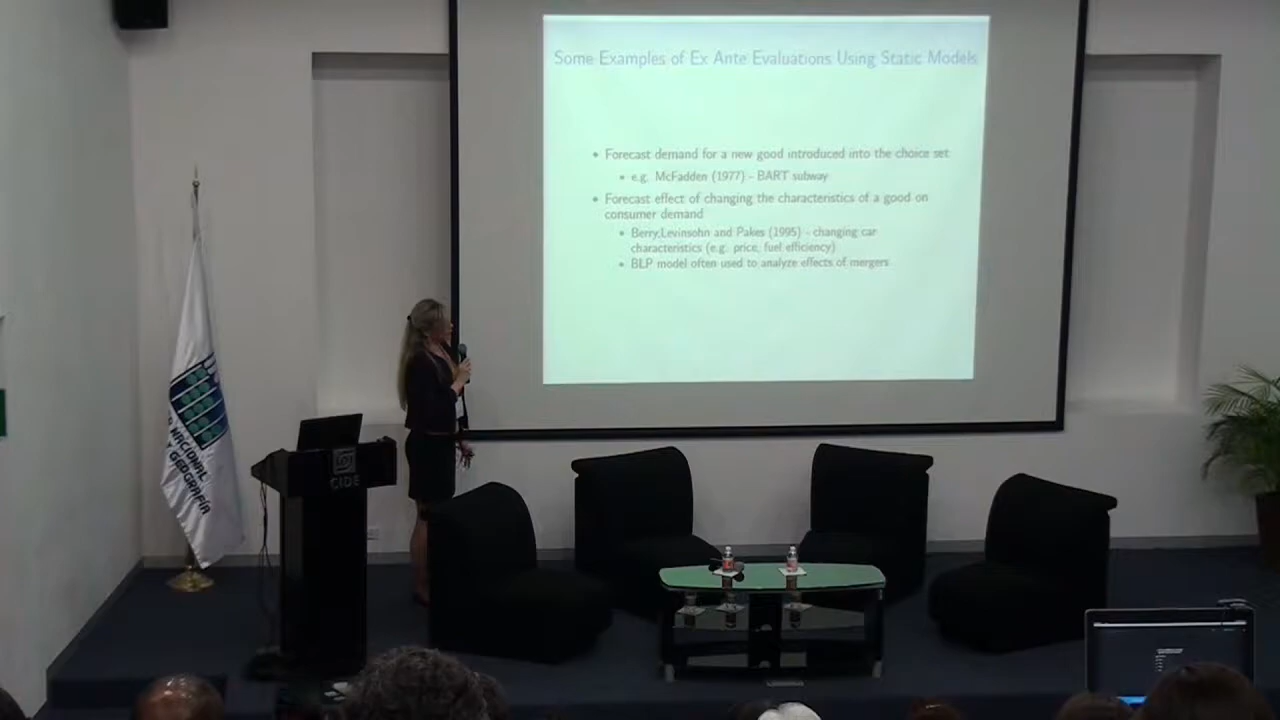 Some Examples of Ex Ante Evaluations Using Static Models
• Forecast demand for a new good introduced into the choice set
• e.g. McFadden (1977) - BART subway
• Forecast effect of changing the characteristics of a good on
consumer demand
• Berry,Levinsohn and Pakes (1995) - changing car
characteristics (e.g. price, fuel efficiency)
• BLP model often used to analyze effects of mergers
NACIONAL
GEOGRAFÍA
CIDE